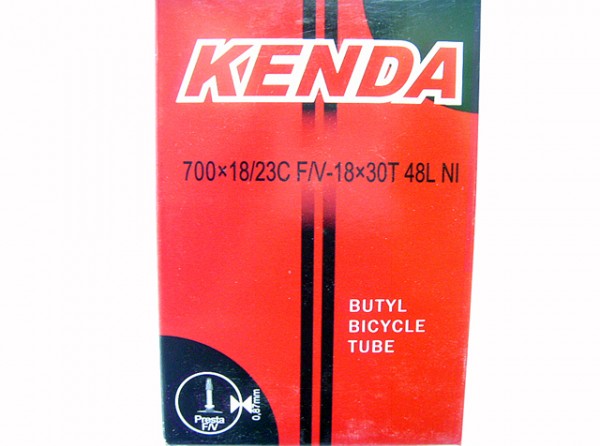 KENDA
700×18/23C F/V-18×30T 48L NI
BUTYL
BICYCLE
TUBE
Presta
F/V
0,87mm